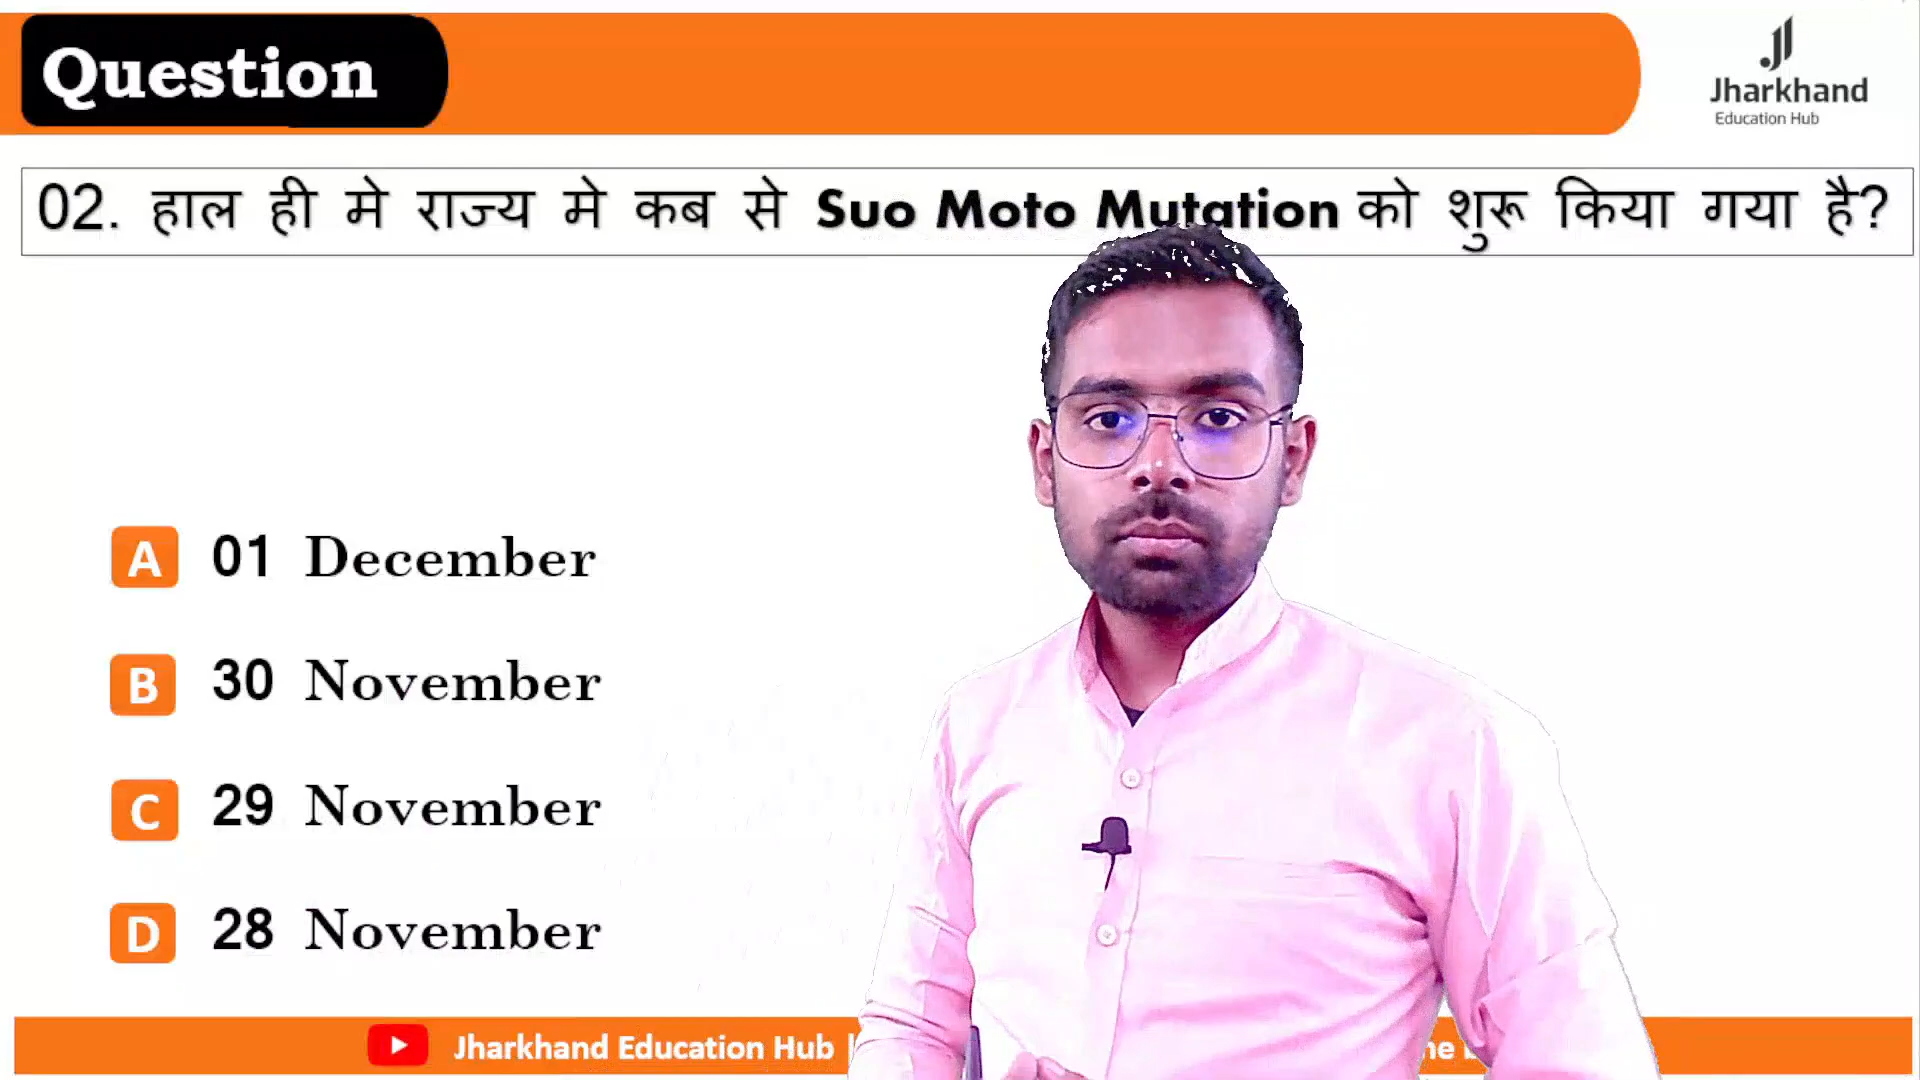 Question
Jharkhand
Education Hub
02. हाल ही मे राज्य मे कब से Suo Moto Mutation को शुरू किया गया है?
A 01 December
B 30 November
C 29 November
D 28 November
Jharkhand Education Hub |